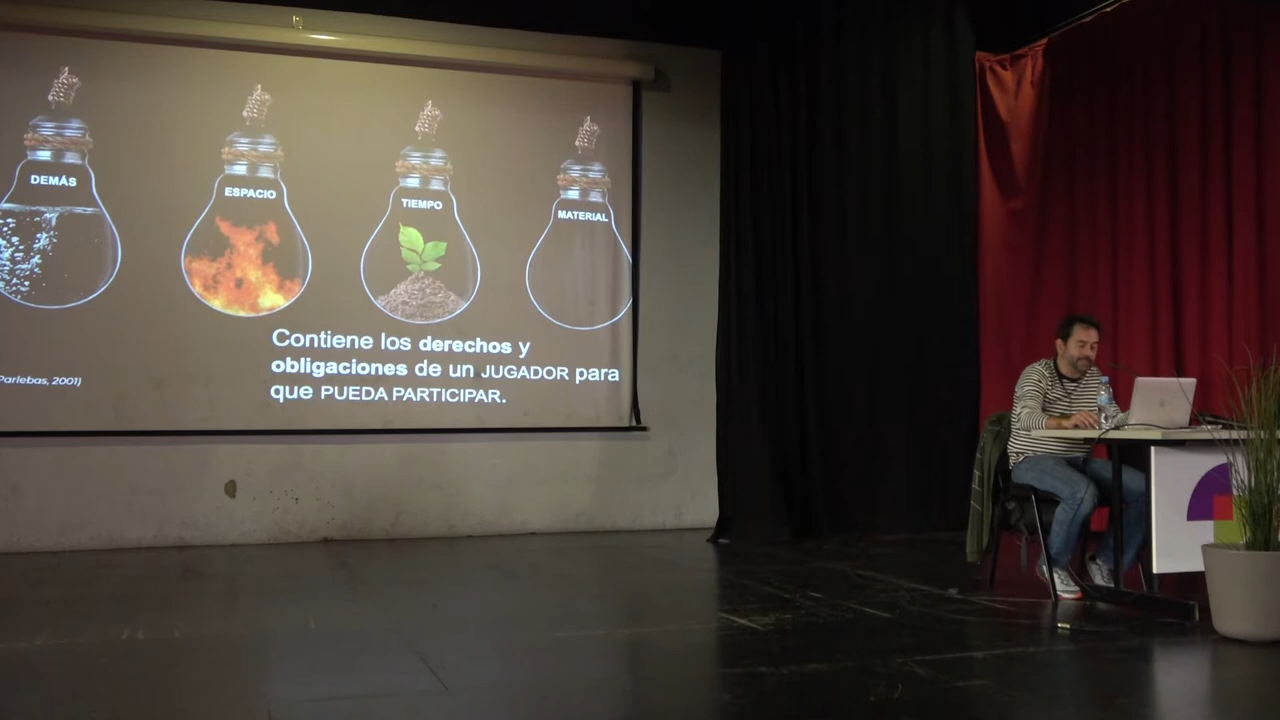 DEMÁS
ESPACIO
TIEMPO
MATERIAL
Contiene los derechos y
obligaciones de un JUGADOR para
que PUEDA PARTICIPAR.
Parlebas, 2001)